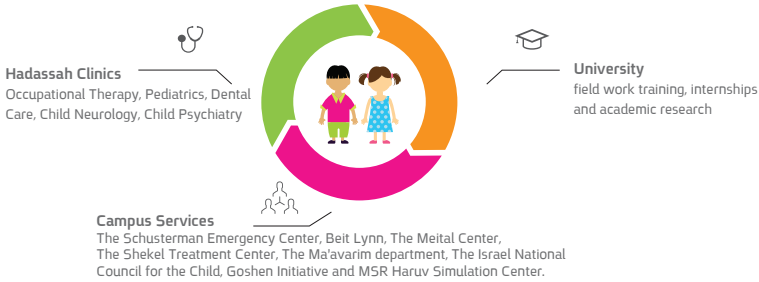 Hadassah Clinics
Occupational Therapy, Pediatrics, Dental
Care, Child Neurology, Child Psychiatry
University
field work training, internships
and academic research
Campus Services
The Schusterman Emergency Center, Beit Lynn, The Meital Center,
The Shekel Treatment Center, The Ma'avarim department, The Israel National
Council for the Child, Goshen Initiative and MSR Haruv Simulation Center.